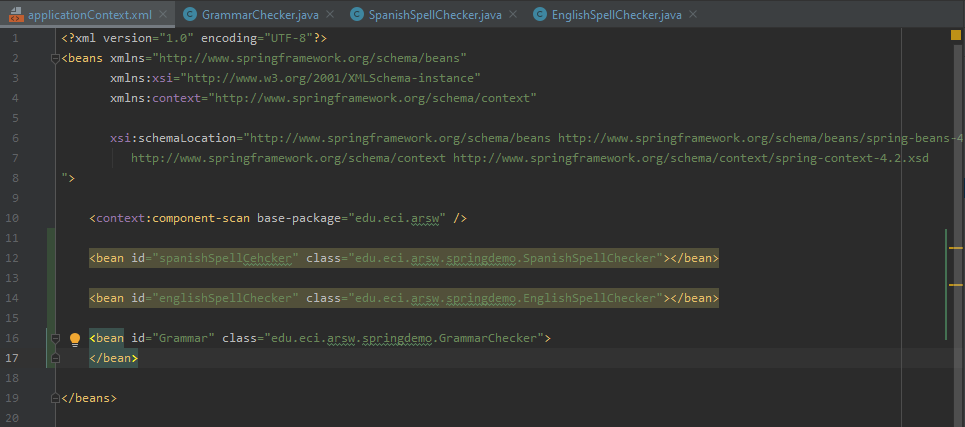 applicationContext.xml GrammarChecker.java SpanishSpellChecker.java EnglishSpellChecker.java
1 <?xml version="1.0" encoding="UTF-8"?>
2 <beans xmlns="http://www.springframework.org/schema/beans"
3 xmlns:xsi="http://www.w3.org/2001/XMLSchema-instance"
4 xmlns:context="http://www.springframework.org/schema/context"
5
6 xsi:schemaLocation="http://www.springframework.org/schema/beans http://www.springframework.org/schema/beans/spring-beans-4
7 http://www.springframework.org/schema/context http://www.springframework.org/schema/context/spring-context-4.2.xsd
8 ">
9
10 <context:component-scan base-package="edu.eci.arsw" />
11
12 <bean id="spanishSpellCehcker" class="edu.eci.arsw.springdemo.SpanishSpellChecker"></bean>
13
14 <bean id="englishSpellChecker" class="edu.eci.arsw.springdemo.EnglishSpellChecker"></bean>
15
16 <bean id="Grammar" class="edu.eci.arsw.springdemo.GrammarChecker">
17 </bean>
18
19 </beans>
20